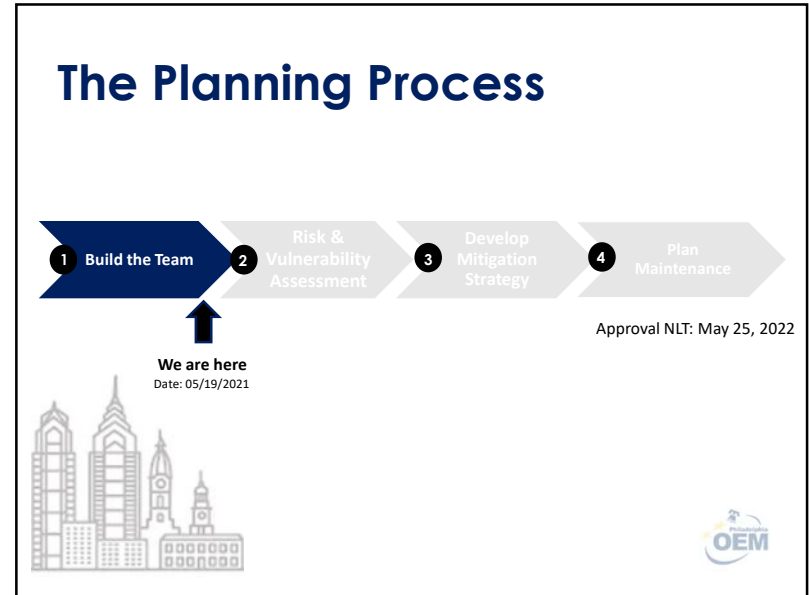 The Planning Process
1 Build the Team
2 Risk &
Vulnerability
Assessment
3 Develop
Mitigation
Strategy
4 Plan
Maintenance
Approval NLT: May 25, 2022
We are here
Date: 05/19/2021
Philadelphia
OEM